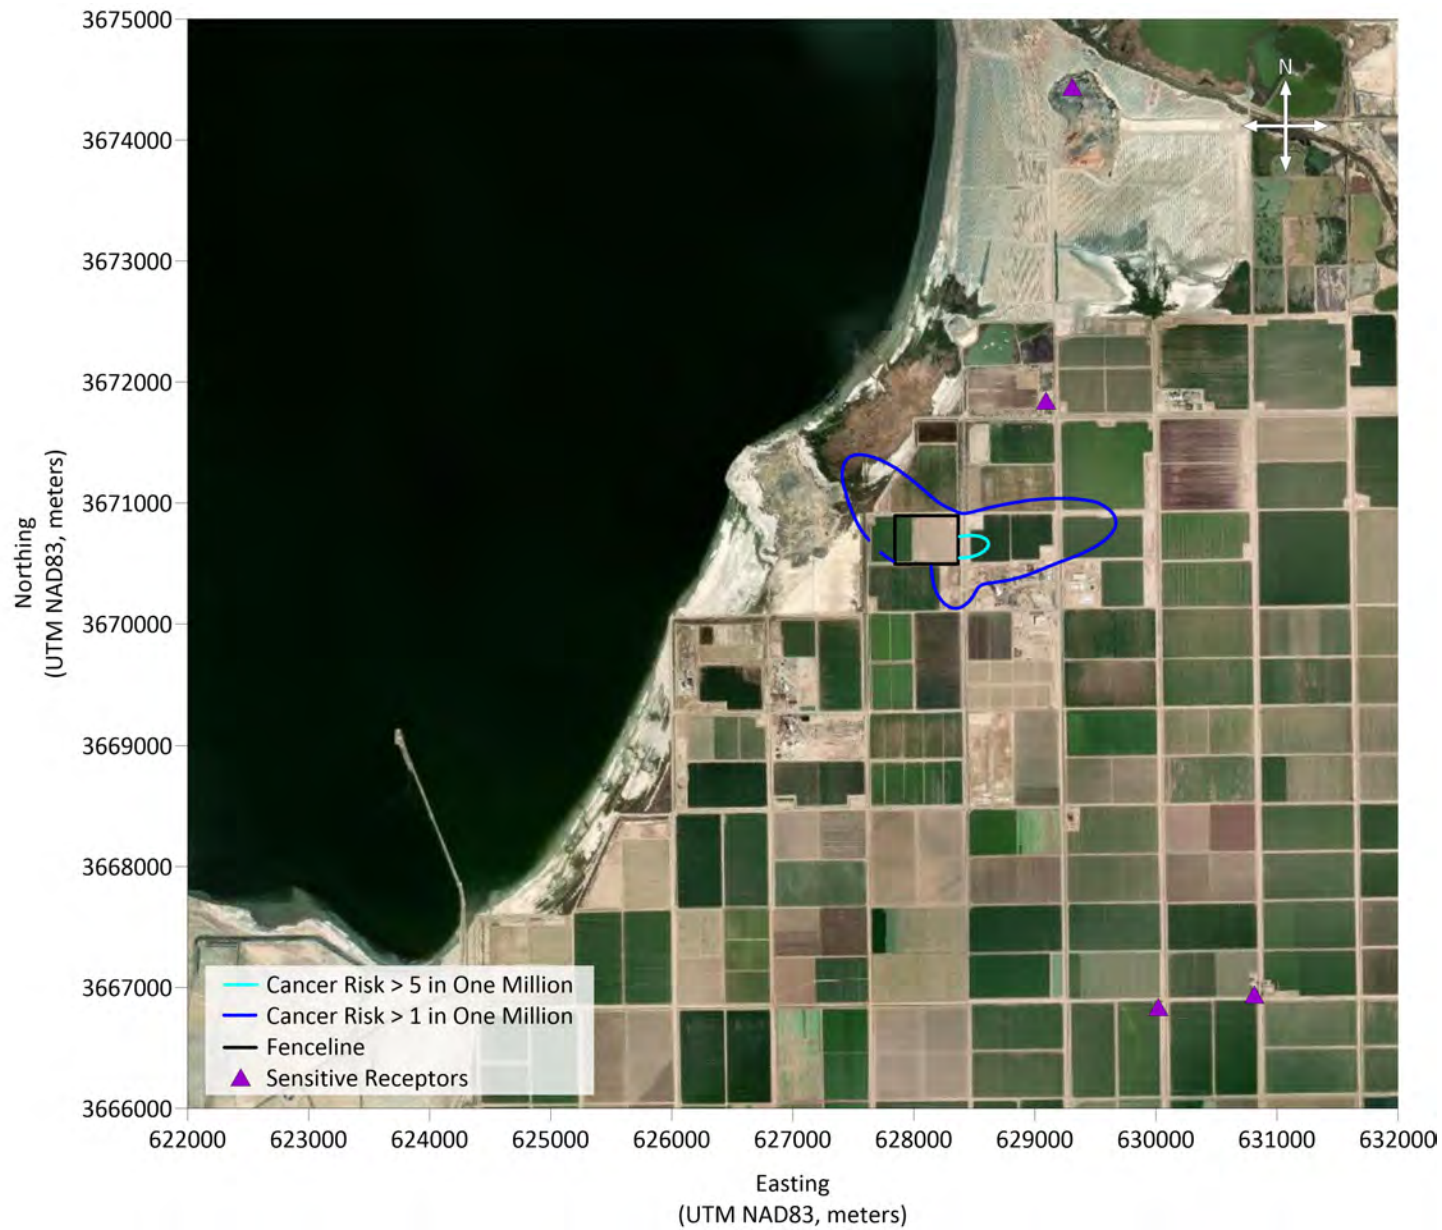 3675000
3674000
3673000
3672000
3671000
3670000
3669000
3668000
3667000
3666000
Northing
(UTM NAD83, meters)
N
Cancer Risk > 5 in One Million
Cancer Risk > 1 in One Million
Fenceline
Sensitive Receptors
622000 623000 624000 625000 626000 627000 628000 629000 630000 631000 632000
Easting
(UTM NAD83, meters)